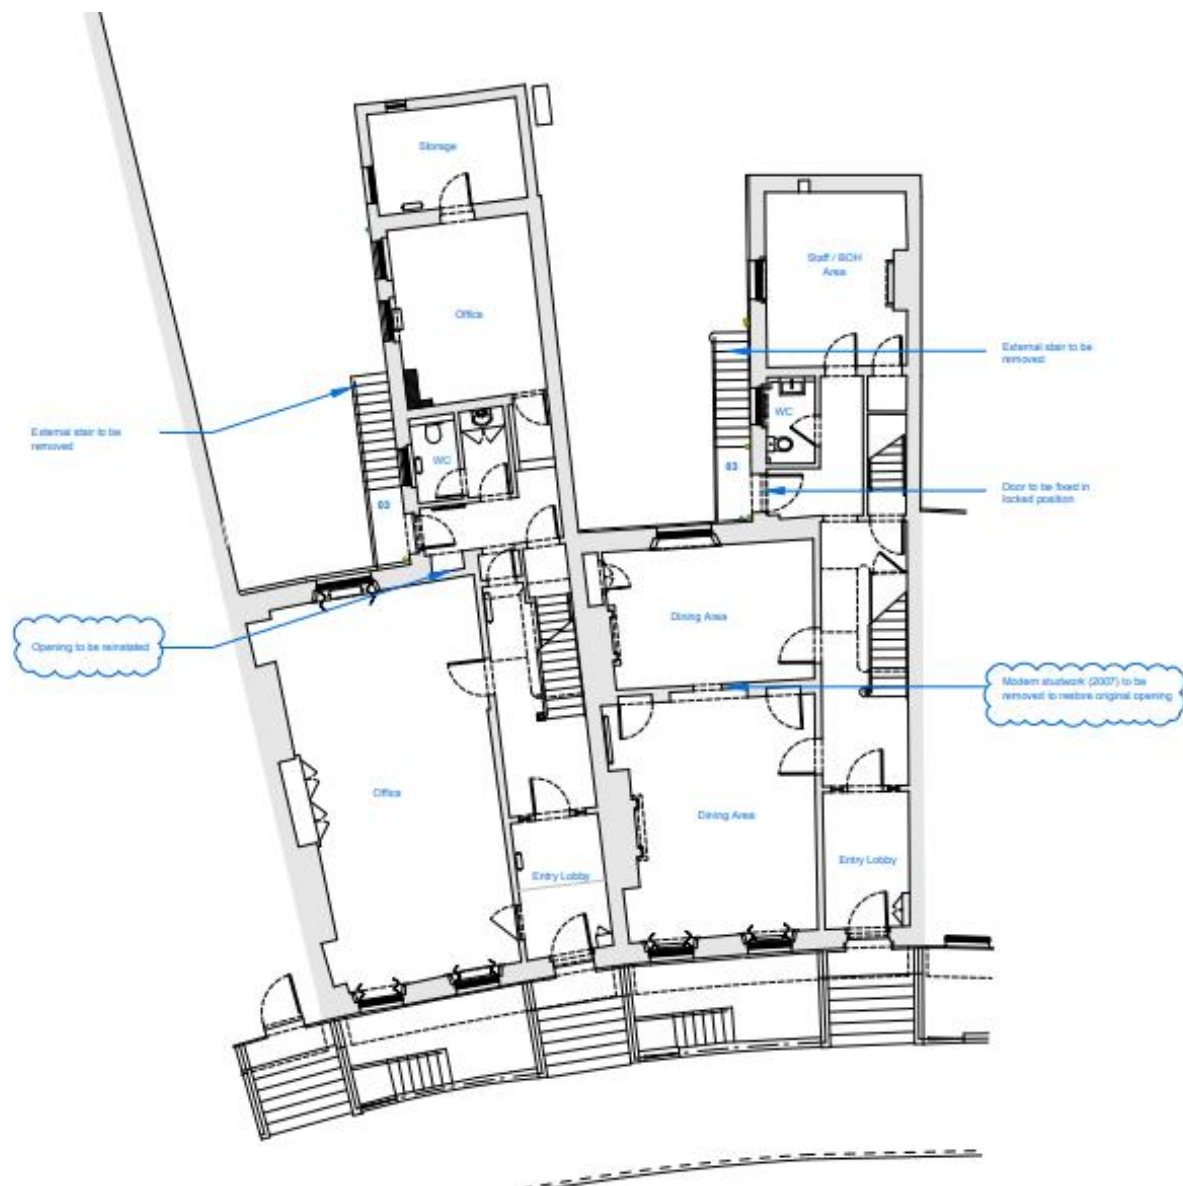 Storage
Staff / BOH
Area
Office
External stair to be
removed
External stair to be
removed
WC
WC
03
03
Door to be fixed in
locked position
Dining Area
Opening to be reinstated
Modern studwork (2007) to be
removed to restore original opening
Office
Dining Area
Entry Lobby
Entry Lobby